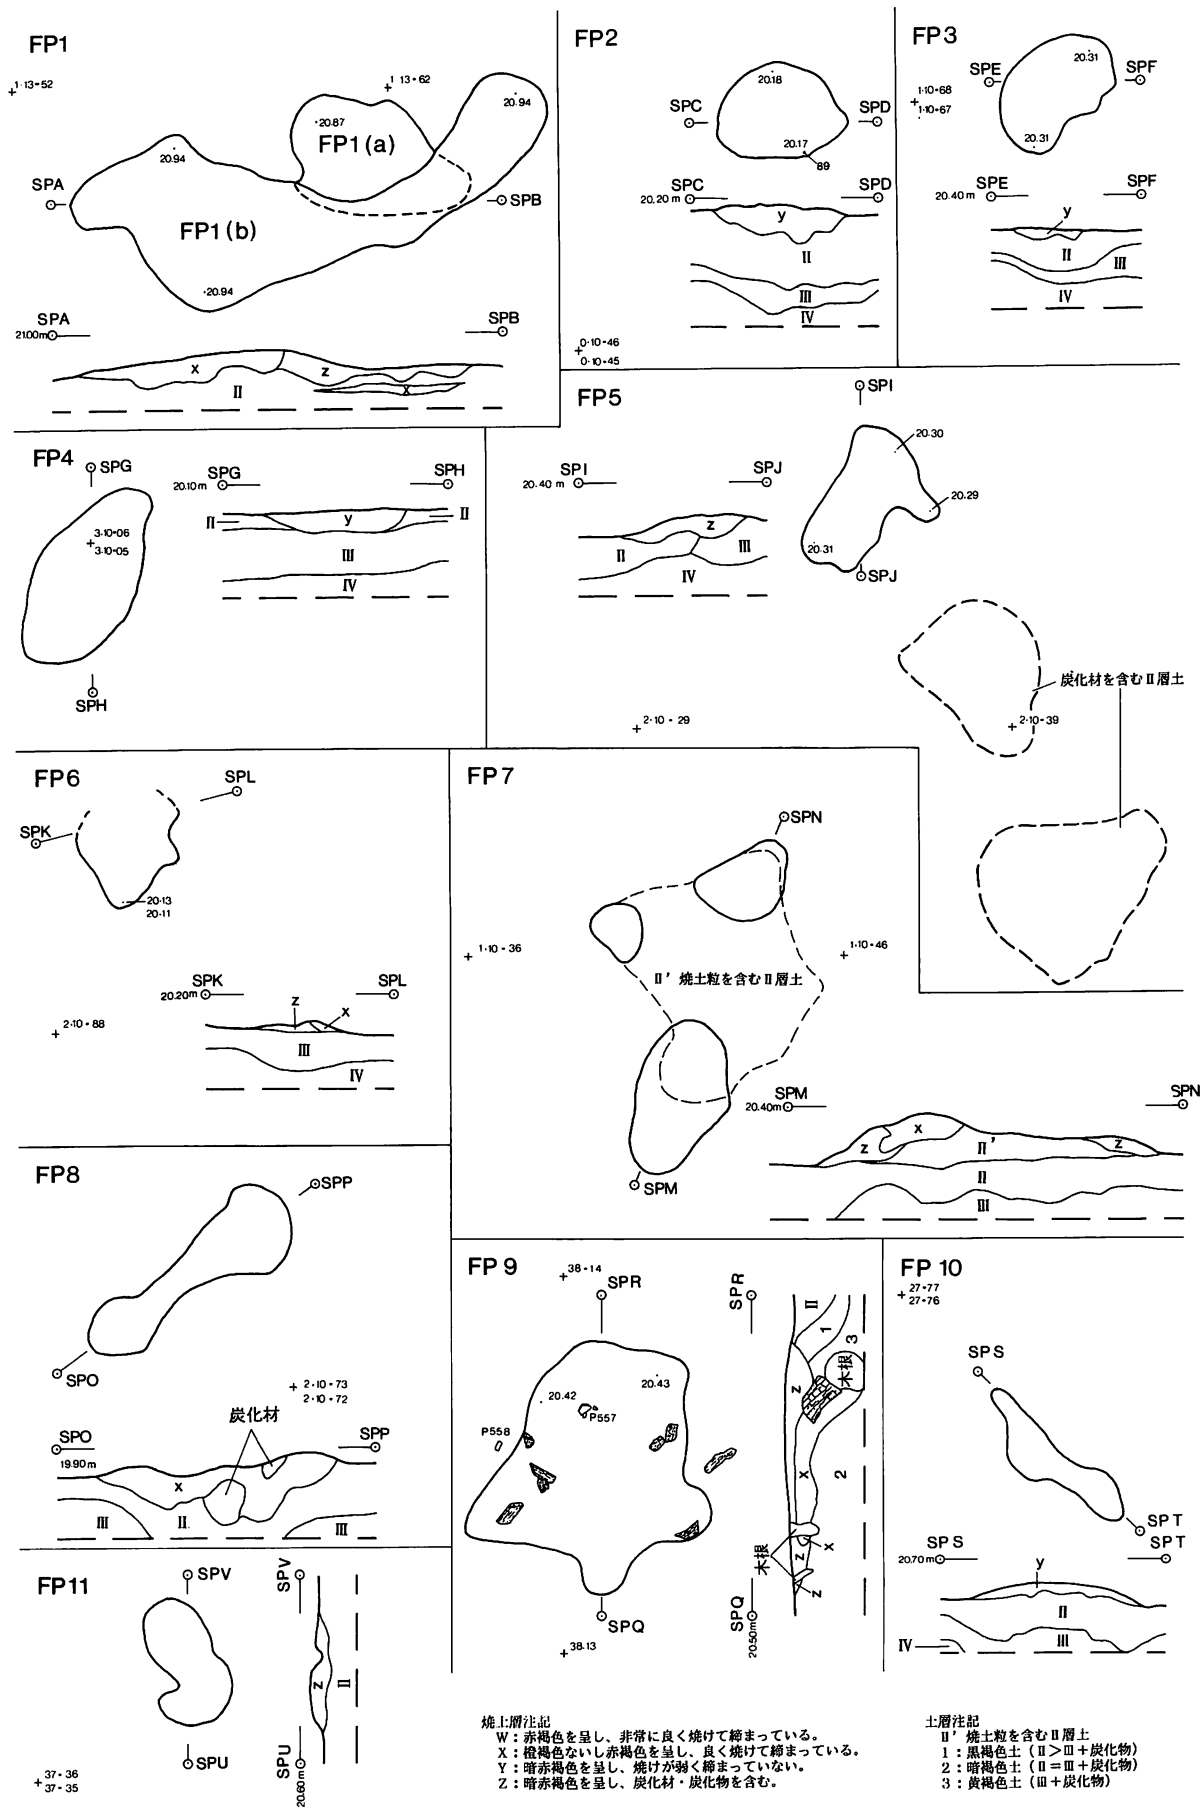 FP1
1·13-52
1·13-62
20.94
20.87
FP1(a)
20.94
SPA
SPB
FP1(b)
20.94
SPA
SPB
21.00m
x
z
II
x
FP2
20.18
SPC
SPD
20.17
89
SPC
SPD
20.20m
y
II
III
IV
0·10-46
0·10-45
FP3
20.31
SPE
SPF
1·10-68
1·10-67
20.31
SPE
SPF
20.40m
y
II
III
IV
FP4
SPG
3·10-06
3·10-05
SPH
SPG
SPH
20.10m
II
y
II
III
IV
FP5
SPI
20.30
20.29
20.31
SPJ
SPI
SPJ
20.40m
z
II
III
IV
炭化材を含むII層土
2·10-29
2·10-39
FP6
SPL
SPK
20.13
20.11
SPK
SPL
20.20m
z
x
III
IV
2·10-88
FP7
SPN
1·10-36
1·10-46
II' 焼土粒を含むII層土
SPM
SPM
SPN
20.40m
x
z
II'
z
II
III
FP8
SPP
SPO
2·10-73
2·10-72
炭化材
SPO
SPP
19.90m
x
III
II
III
FP9
38-14
SPR
20.42
20.43
P557
P558
SPQ
38-13
SPR
II
1
3
木根
z
x
2
木根
x
z
z
SPQ
20.50m
FP10
27-77
27-76
SPS
SPT
SPS
SPT
20.70m
y
II
III
IV
FP11
SPV
SPU
SPV
z
II
SPU
20.60m
37-36
37-35
焼土層注記
W：赤褐色を呈し、非常に良く焼けて締まっている。
X：橙褐色ないし赤褐色を呈し、良く焼けて締まっている。
Y：暗赤褐色を呈し、焼けが弱く締まっていない。
Z：暗赤褐色を呈し、炭化材・炭化物を含む。
土層注記
II' 焼土粒を含むII層土
1：黒褐色土（II＞III＋炭化物）
2：暗褐色土（II＝III＋炭化物）
3：黄褐色土（III＋炭化物）